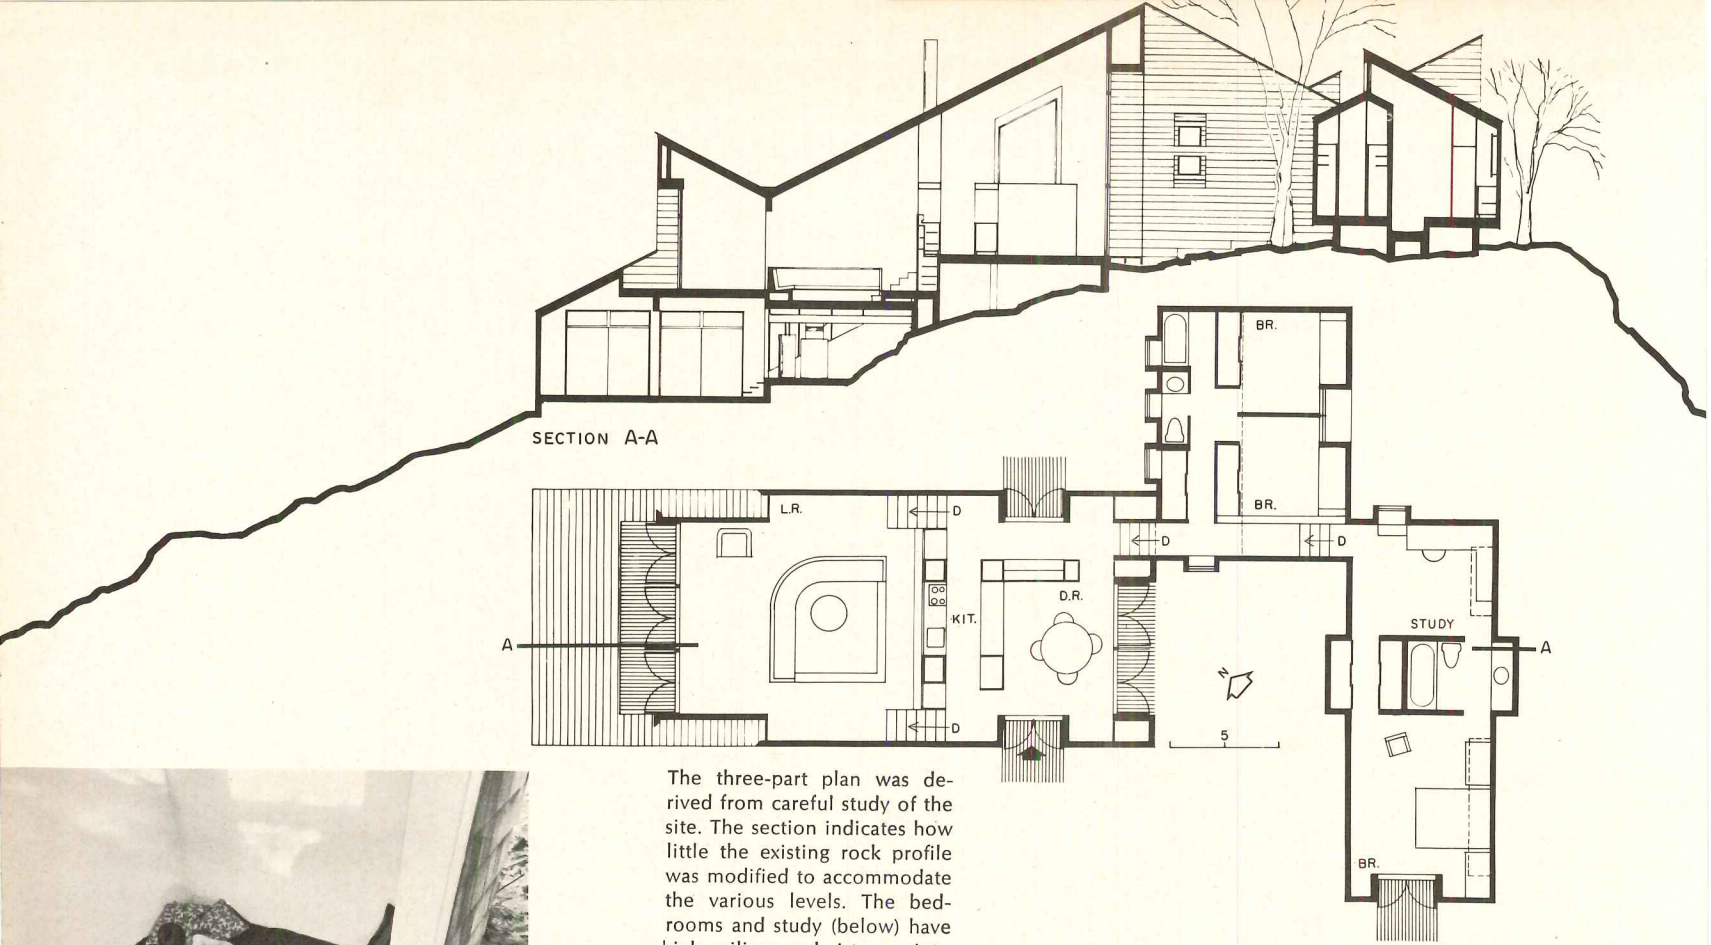 SECTION A-A
BR.
BR.
L.R.
D
D
D
D.R.
KIT.
STUDY
A
A
N
5
D
BR.
The three-part plan was de-
rived from careful study of the
site. The section indicates how
little the existing rock profile
was modified to accommodate
the various levels. The bed-
rooms and study (below) have